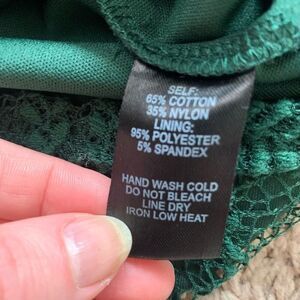 SELF:
65% COTTON
35% NYLON
LINING:
95% POLYESTER
5% SPANDEX
HAND WASH COLD
DO NOT BLEACH
LINE DRY
IRON LOW HEAT